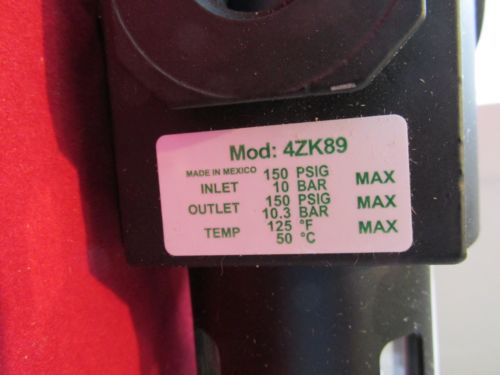 Mod: 4ZK89
MADE IN MEXICO 150 PSIG
INLET 10 BAR MAX
150 PSIG
OUTLET 10.3 BAR MAX
125 °F
TEMP 50 °C MAX